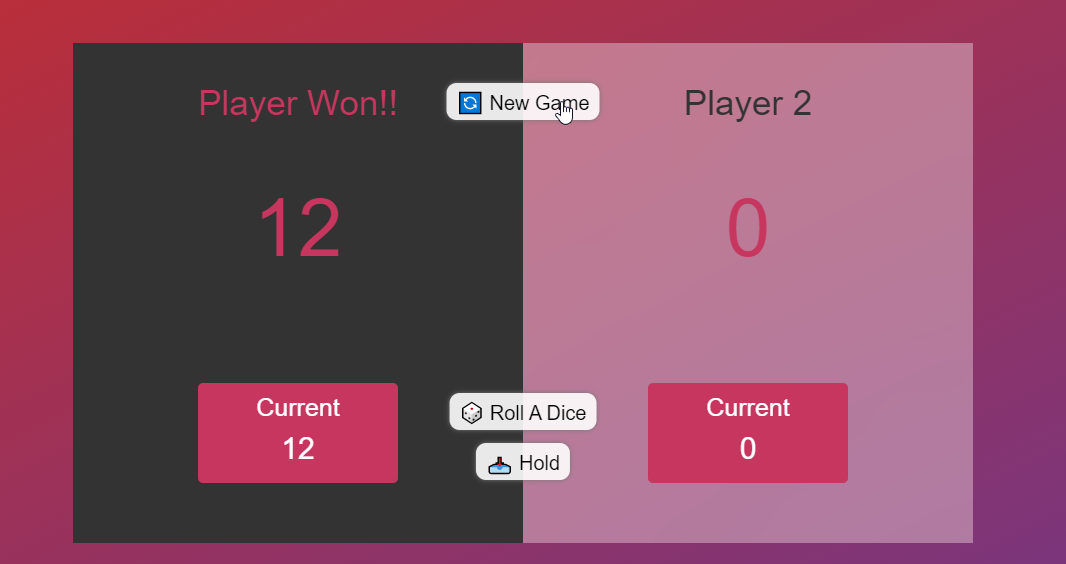 Player Won!!
12
Current
12
New Game
Roll A Dice
Hold
Player 2
0
Current
0